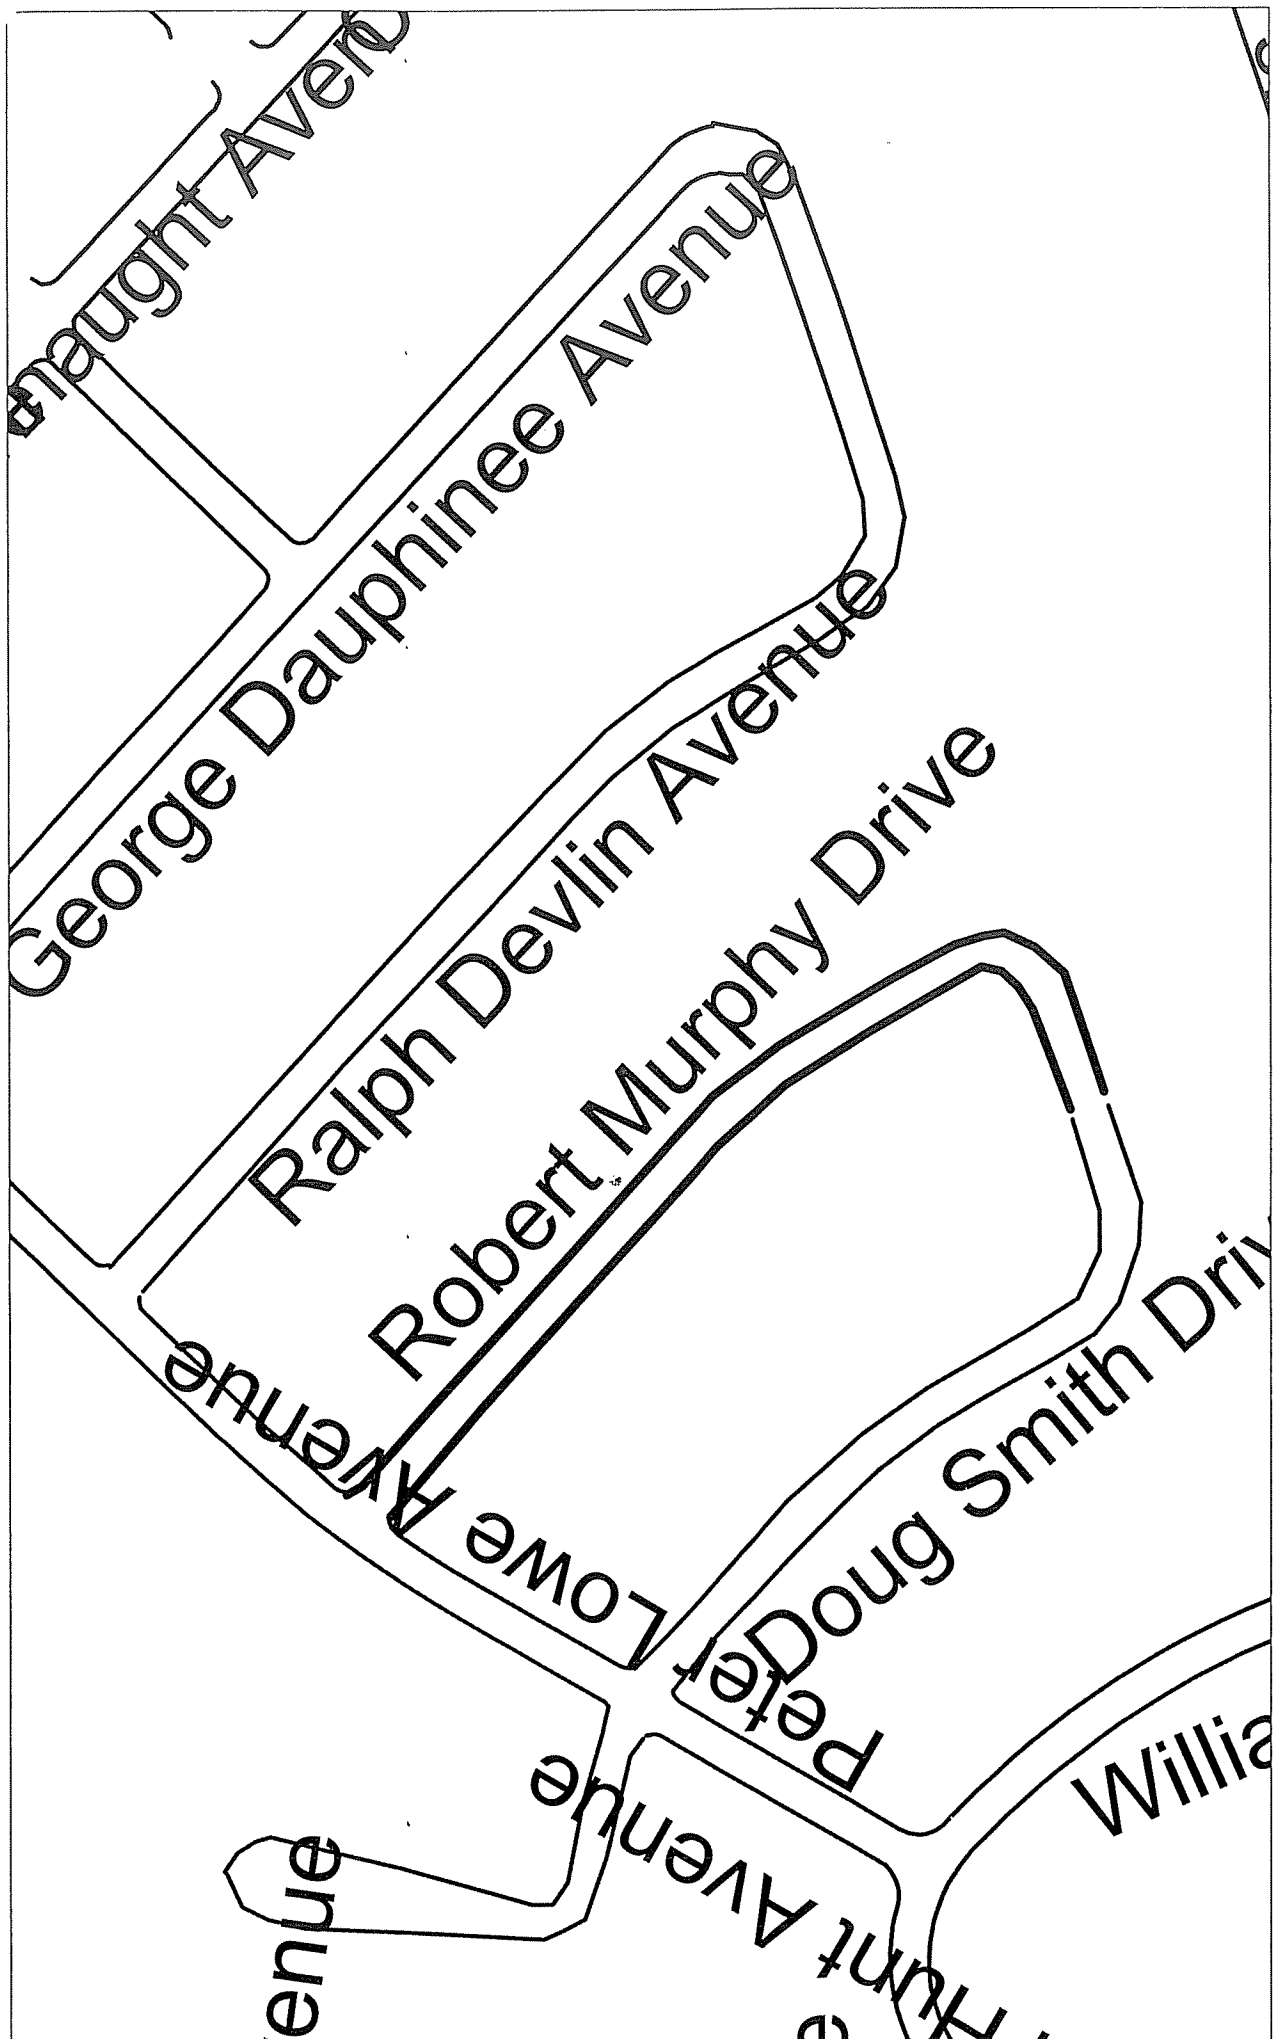 naught Avenue
George Dauphinee Avenue
Ralph Devlin Avenue
Robert Murphy Drive
Peter Lowe Avenue
Doug Smith Driv
Willia
Hunt Avenue
enue
e